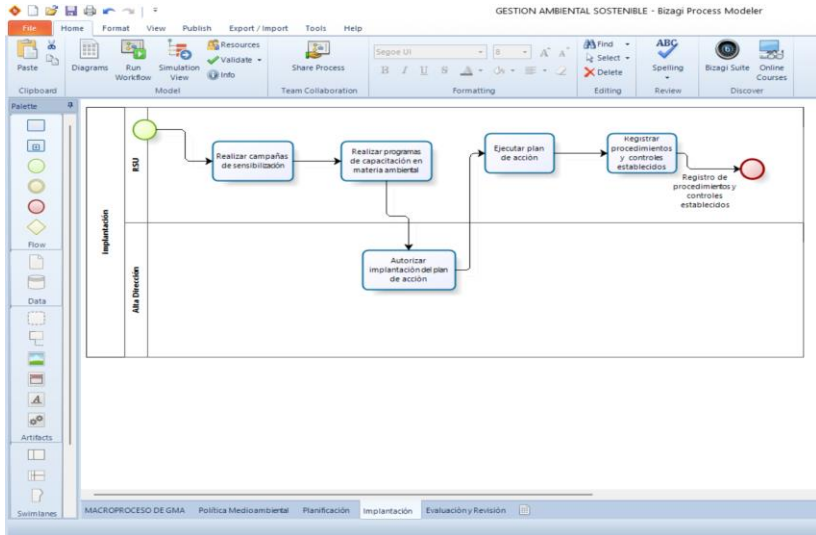 GESTION AMBIENTAL SOSTENIBLE - Bizagi Process Modeler
File Home Format View Publish Export / Import Tools Help
Paste
Clipboard
Diagrams
Run
Workflow
Simulation
View
Resources
Validate
Info
Model
Share Process
Team Collaboration
Segoe UI 8 A A
B I U S A
Formatting
Find
Select
Delete
Editing
ABC
Spelling
Review
Bizagi Suite
Online
Courses
Discover
Palette
Flow
Data
A
Artifacts
Swimlanes
Implantación
RSU
Realizar campañas
de sensibilización
Realizar programas
de capacitación en
materia ambiental
Ejecutar plan
de acción
Registrar
procedimientos
y controles
establecidos
Registro de
procedimientos y
controles
establecidos
Alta Dirección
Autorizar
implantación del plan
de acción
MACROPROCESO DE GMA Política Medioambiental Planificación Implantación Evaluación y Revisión